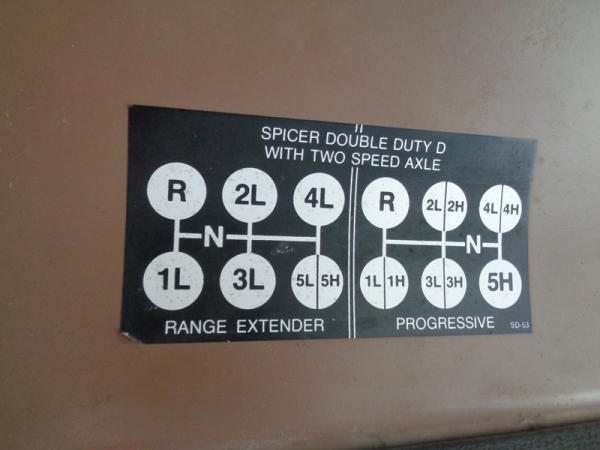 SPICER DOUBLE DUTY D
WITH TWO SPEED AXLE
R 2L 4L
N
1L 3L 5L 5H
RANGE EXTENDER
R 2L 2H 4L 4H
N
1L 1H 3L 3H 5H
PROGRESSIVE
SD-53